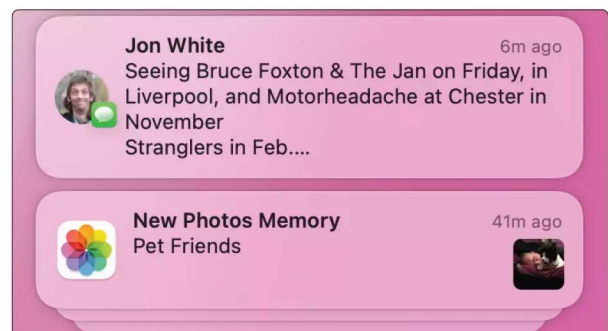 Jon White
6m ago
Seeing Bruce Foxton & The Jan on Friday, in
Liverpool, and Motorheadache at Chester in
November
Stranglers in Feb....
New Photos Memory
41m ago
Pet Friends